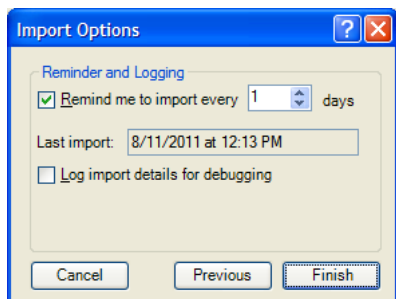 Import Options
Reminder and Logging
Remind me to import every 1 days
Last import: 8/11/2011 at 12:13 PM
Log import details for debugging
Cancel Previous Finish